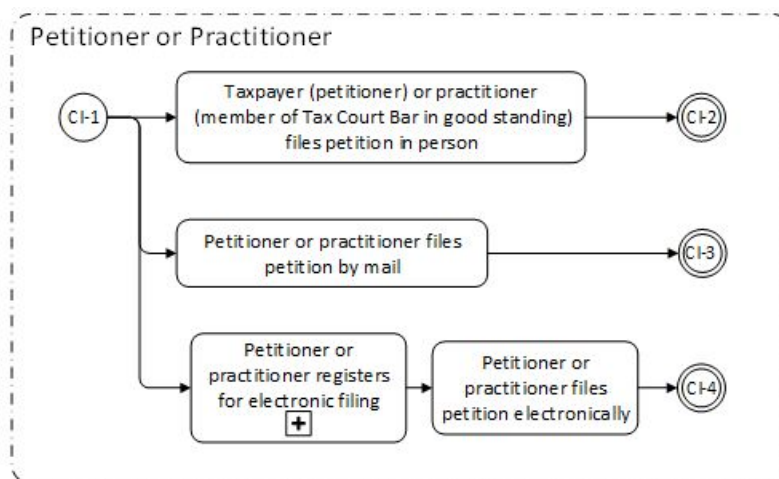 Petitioner or Practitioner
CI-1
Taxpayer (petitioner) or practitioner
(member of Tax Court Bar in good standing)
files petition in person
CI-2
Petitioner or practitioner files
petition by mail
CI-3
Petitioner or
practitioner registers
for electronic filing
+
Petitioner or
practitioner files
petition electronically
CI-4